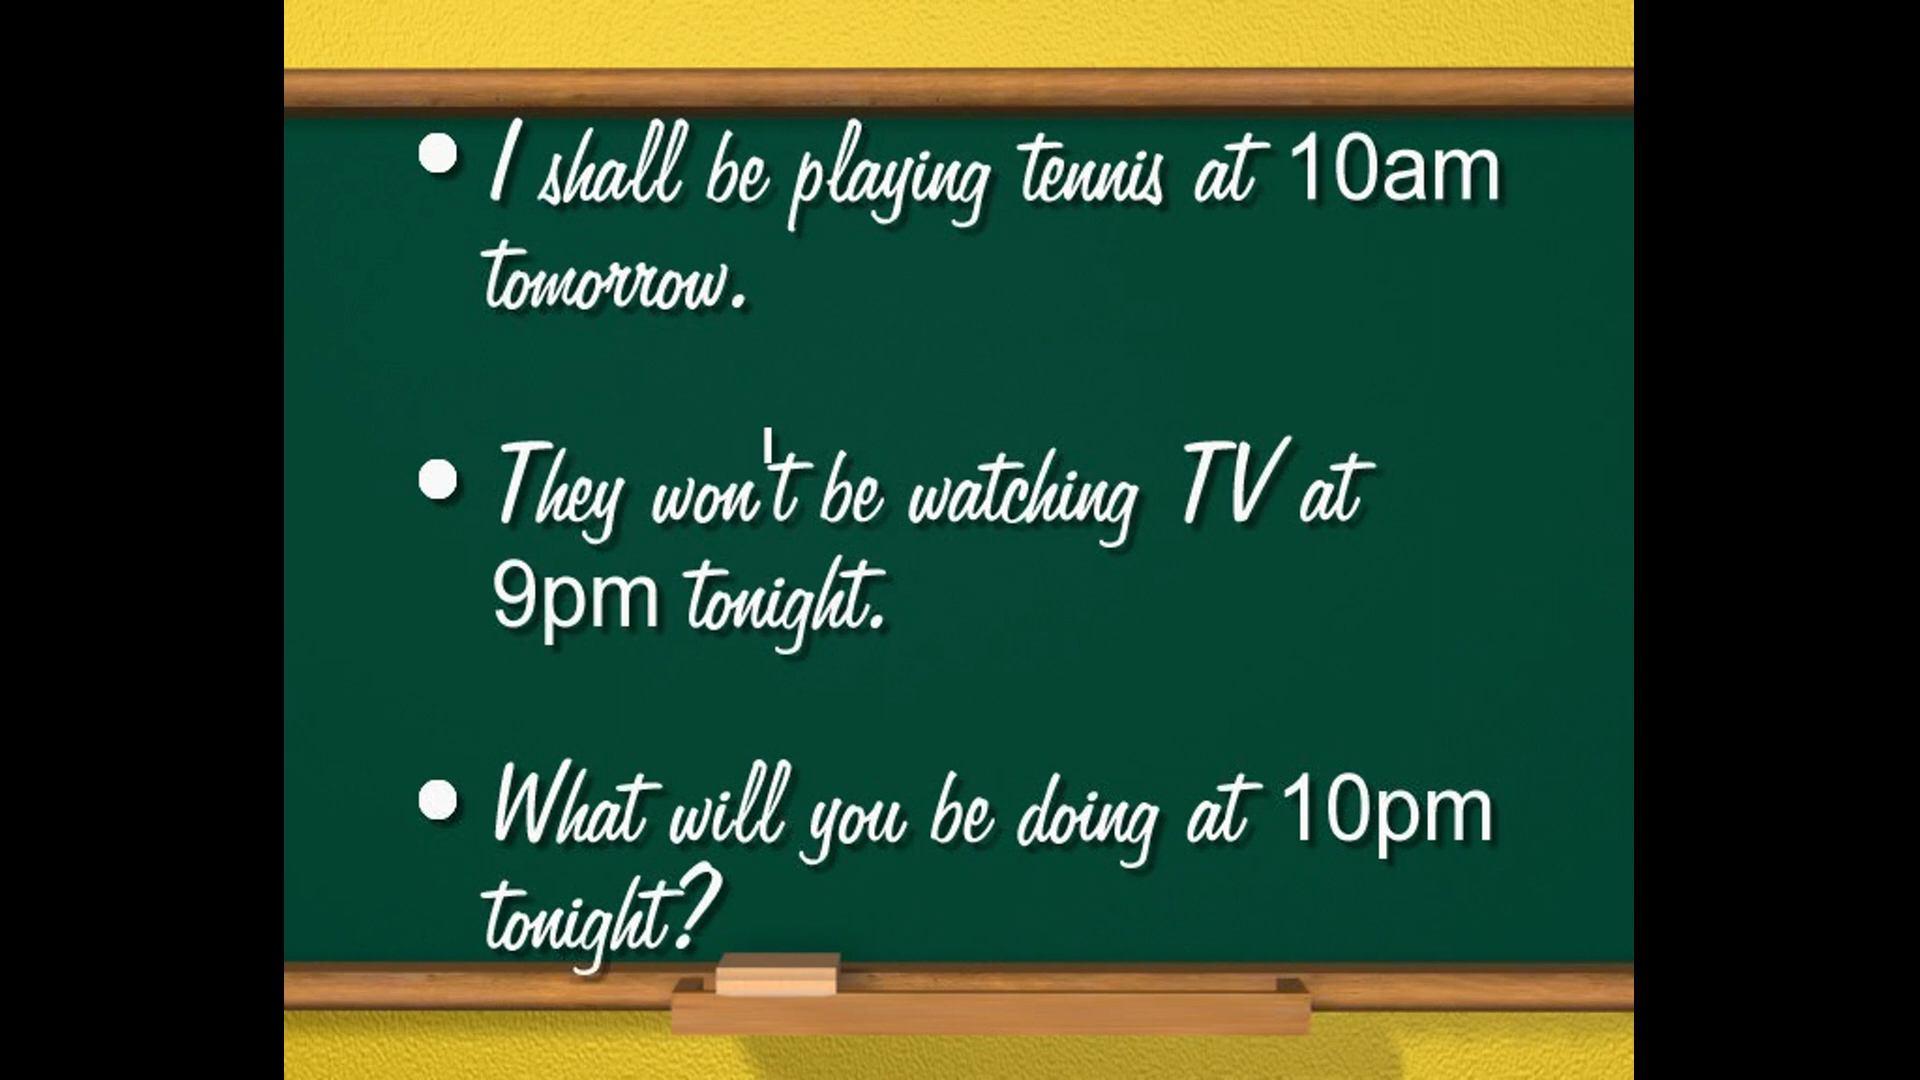 • I shall be playing tennis at 10am
tomorrow.
• They won't be watching TV at
9pm tonight.
• What will you be doing at 10pm
tonight?